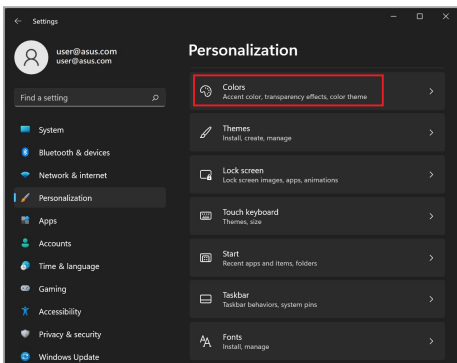 Settings
user@asus.com
user@asus.com
Find a setting
System
Bluetooth & devices
Network & internet
Personalization
Apps
Accounts
Time & language
Gaming
Accessibility
Privacy & security
Windows Update
Personalization
Colors
Accent color, transparency effects, color theme
Themes
Install, create, manage
Lock screen
Lock screen images, apps, animations
Touch keyboard
Themes, size
Start
Recent apps and items, folders
Taskbar
Taskbar behaviors, system pins
Fonts
Install, manage